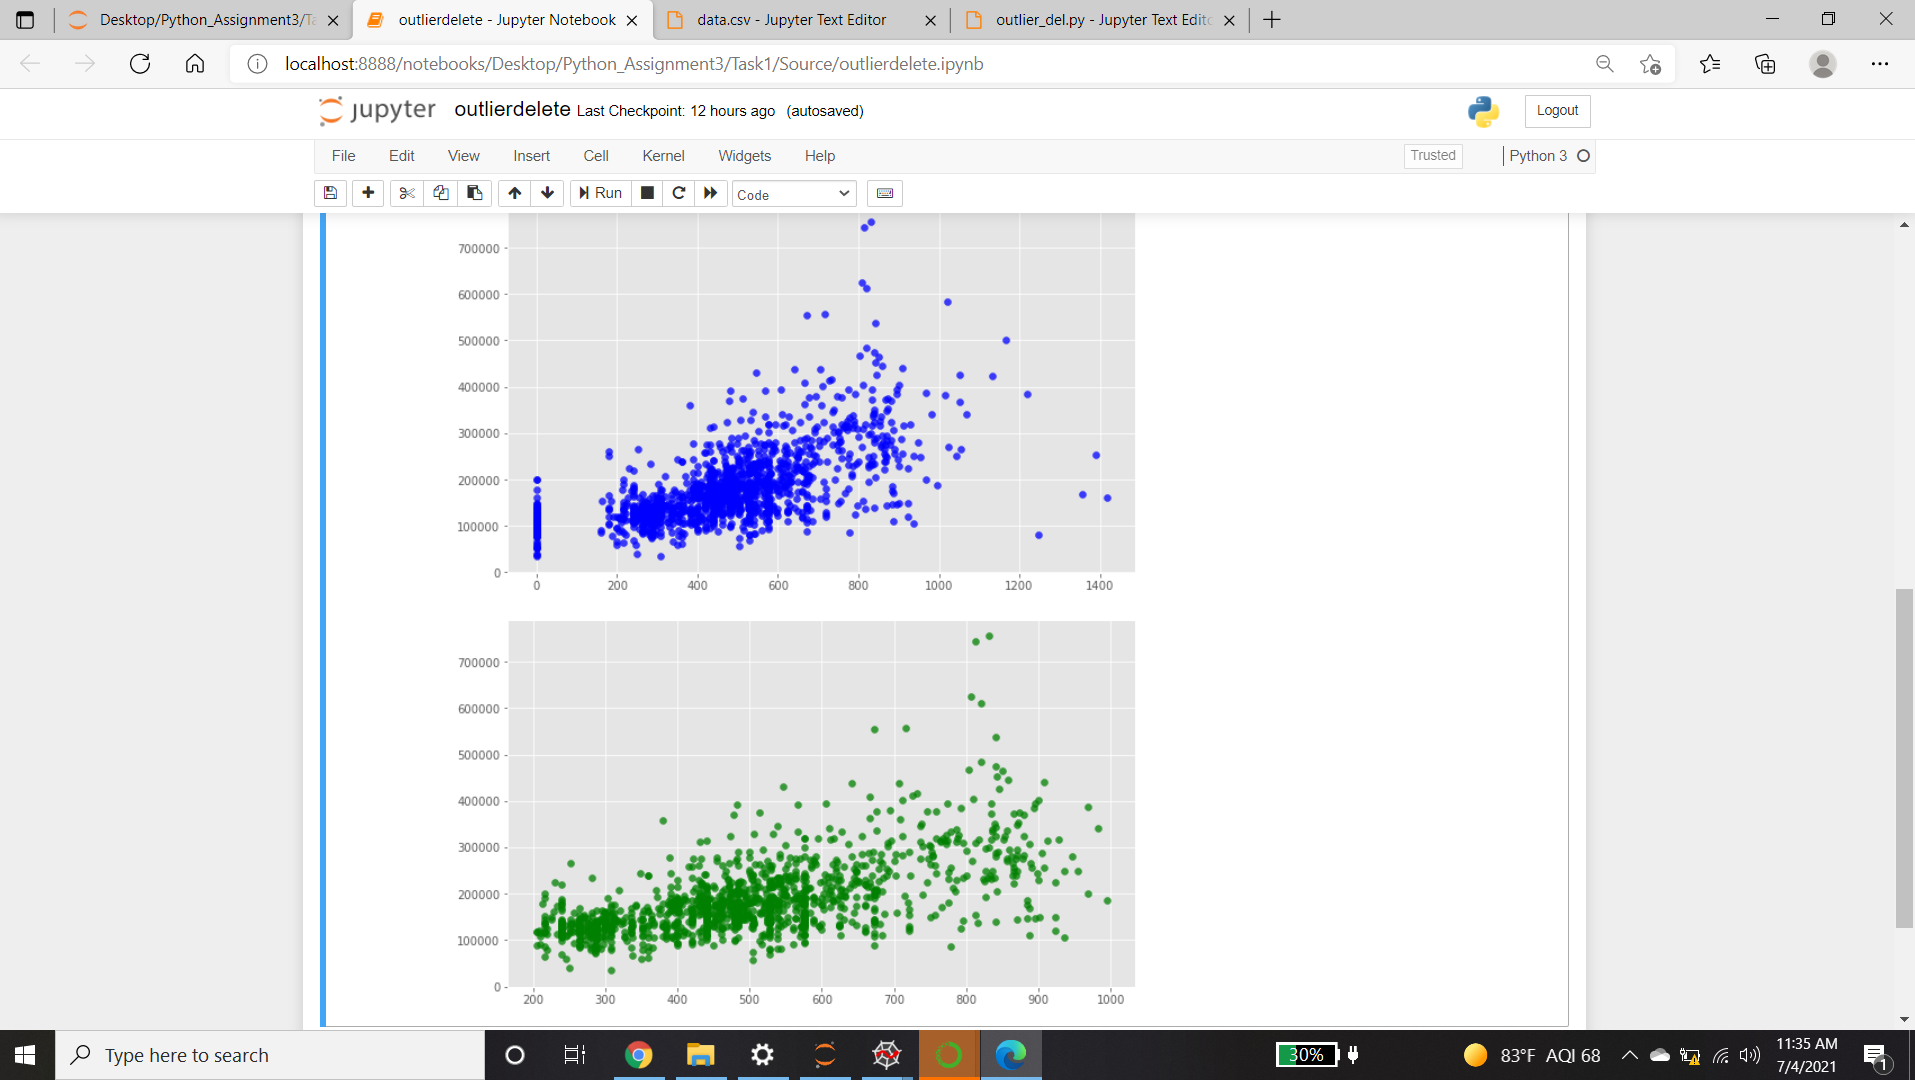 Desktop/Python_Assignment3/Ta
outlierdelete - Jupyter Notebook
data.csv - Jupyter Text Editor
outlier_del.py - Jupyter Text Edito
localhost:8888/notebooks/Desktop/Python_Assignment3/Task1/Source/outlierdelete.ipynb
jupyter outlierdelete Last Checkpoint: 12 hours ago (autosaved)
Logout
File Edit View Insert Cell Kernel Widgets Help
Trusted
Python 3
Run
Code
700000
600000
500000
400000
300000
200000
100000
0
0 200 400 600 800 1000 1200 1400
700000
600000
500000
400000
300000
200000
100000
0
200 300 400 500 600 700 800 900 1000
Type here to search
30%
83°F AQI 68
11:35 AM
7/4/2021
1